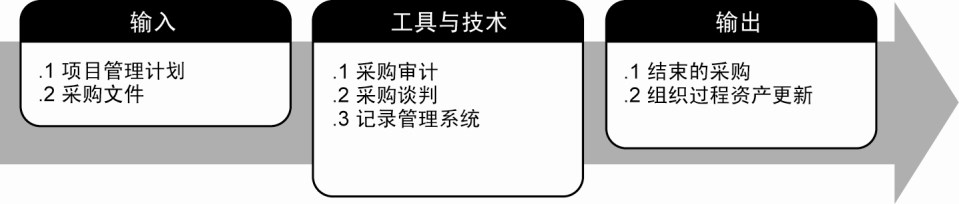 输入
.1 项目管理计划
.2 采购文件
工具与技术
.1 采购审计
.2 采购谈判
.3 记录管理系统
输出
.1 结束的采购
.2 组织过程资产更新